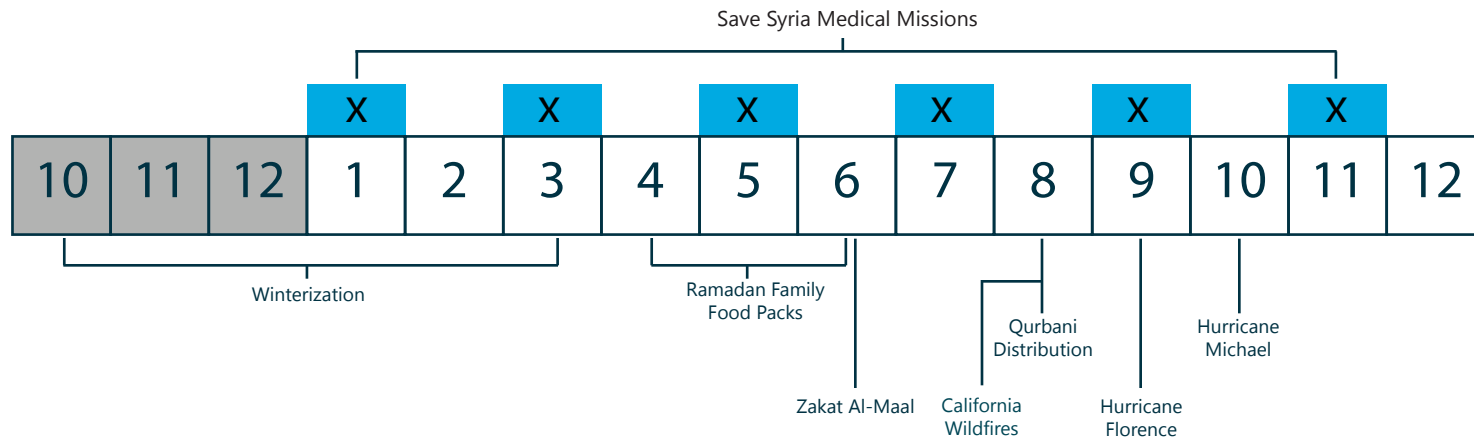 Save Syria Medical Missions
X X X X X X
10 11 12 1 2 3 4 5 6 7 8 9 10 11 12
Winterization
Ramadan Family
Food Packs
Qurbani
Distribution
Hurricane
Michael
Zakat Al-Maal
California
Wildfires
Hurricane
Florence